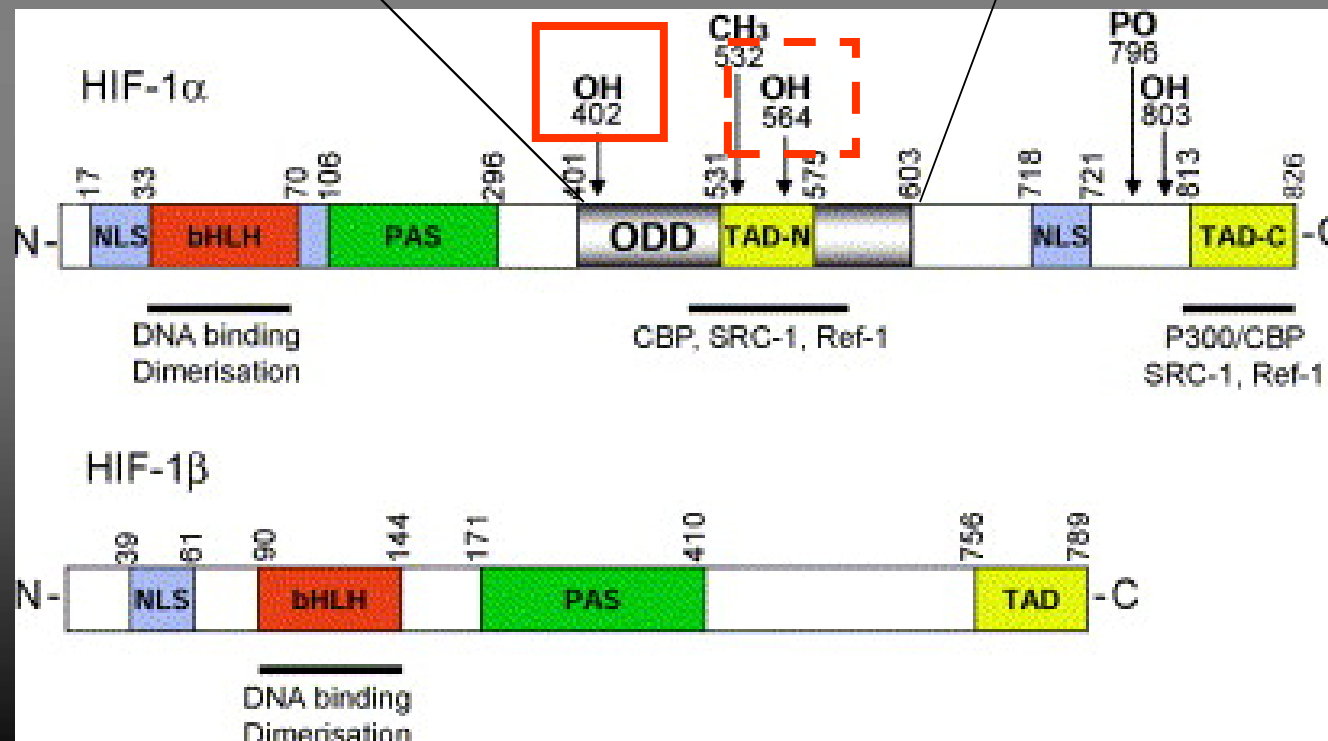 CH₃
532
PO
796
HIF-1α
OH
402
OH
564
OH
803
17
33
70
106
296
401
531
575
603
718
721
813
826
N-
NLS
bHLH
PAS
ODD
TAD-N
NLS
TAD-C
-C
DNA binding
Dimerisation
CBP, SRC-1, Ref-1
P300/CBP
SRC-1, Ref-1
HIF-1β
39
61
90
144
171
410
756
789
N-
NLS
bHLH
PAS
TAD
-C
DNA binding
Dimerisation